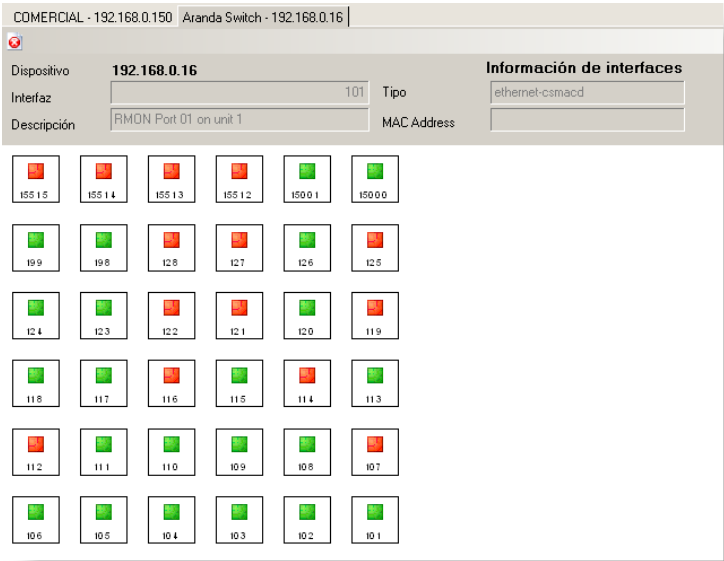 COMERCIAL - 192.168.0.150 Aranda Switch - 192.168.0.16
Dispositivo 192.168.0.16 Información de interfaces
Interfaz 101 Tipo ethernet-csmacd
Descripción RMON Port 01 on unit 1 MAC Address
15515 15514 15513 15512 15001 15000
199 198 128 127 126 125
124 123 122 121 120 119
118 117 116 115 114 113
112 111 110 109 108 107
106 105 104 103 102 101